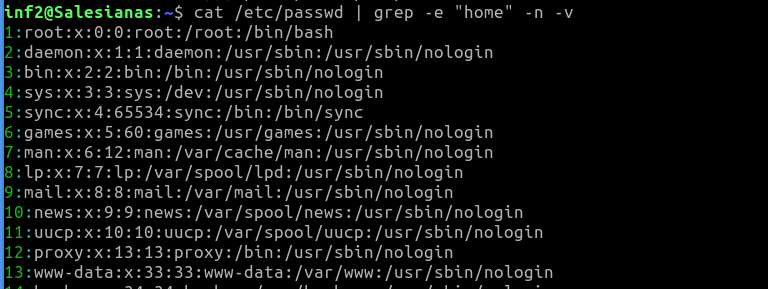 inf2@Salesianas:~$ cat /etc/passwd | grep -e "home" -n -v
1:root:x:0:0:root:/root:/bin/bash
2:daemon:x:1:1:daemon:/usr/sbin:/usr/sbin/nologin
3:bin:x:2:2:bin:/bin:/usr/sbin/nologin
4:sys:x:3:3:sys:/dev:/usr/sbin/nologin
5:sync:x:4:65534:sync:/bin:/bin/sync
6:games:x:5:60:games:/usr/games:/usr/sbin/nologin
7:man:x:6:12:man:/var/cache/man:/usr/sbin/nologin
8:lp:x:7:7:lp:/var/spool/lpd:/usr/sbin/nologin
9:mail:x:8:8:mail:/var/mail:/usr/sbin/nologin
10:news:x:9:9:news:/var/spool/news:/usr/sbin/nologin
11:uucp:x:10:10:uucp:/var/spool/uucp:/usr/sbin/nologin
12:proxy:x:13:13:proxy:/bin:/usr/sbin/nologin
13:www-data:x:33:33:www-data:/var/www:/usr/sbin/nologin